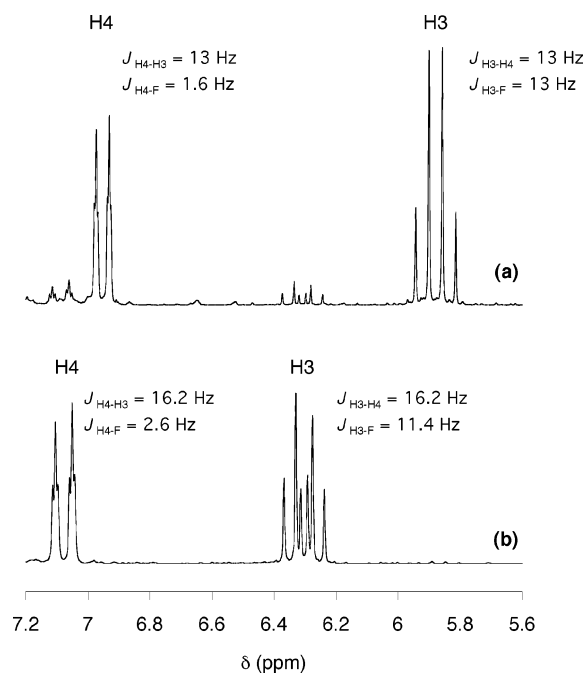 H4
H3
J H4-H3 = 13 Hz
J H4-F = 1.6 Hz
J H3-H4 = 13 Hz
J H3-F = 13 Hz
(a)
H4
H3
J H4-H3 = 16.2 Hz
J H4-F = 2.6 Hz
J H3-H4 = 16.2 Hz
J H3-F = 11.4 Hz
(b)
7.2 7 6.8 6.6 6.4 6.2 6 5.8 5.6
δ (ppm)